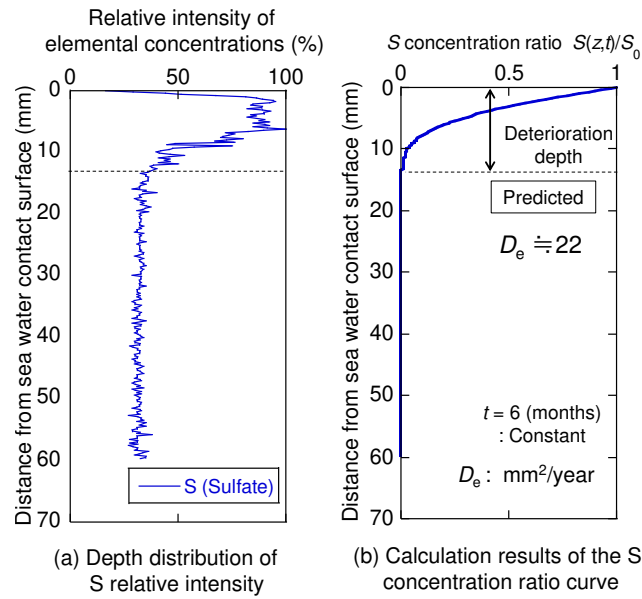 Relative intensity of
elemental concentrations (%)
0 50 100
Distance from sea water contact surface (mm)
0
10
20
30
40
50
60
70
S (Sulfate)
(a) Depth distribution of
S relative intensity
S concentration ratio S(z,t)/S0
0 0.5 1
Distance from sea water contact surface (mm)
0
10
20
30
40
50
60
70
Deterioration
depth
Predicted
De ≒ 22
t = 6 (months)
: Constant
De : mm²/year
(b) Calculation results of the S
concentration ratio curve